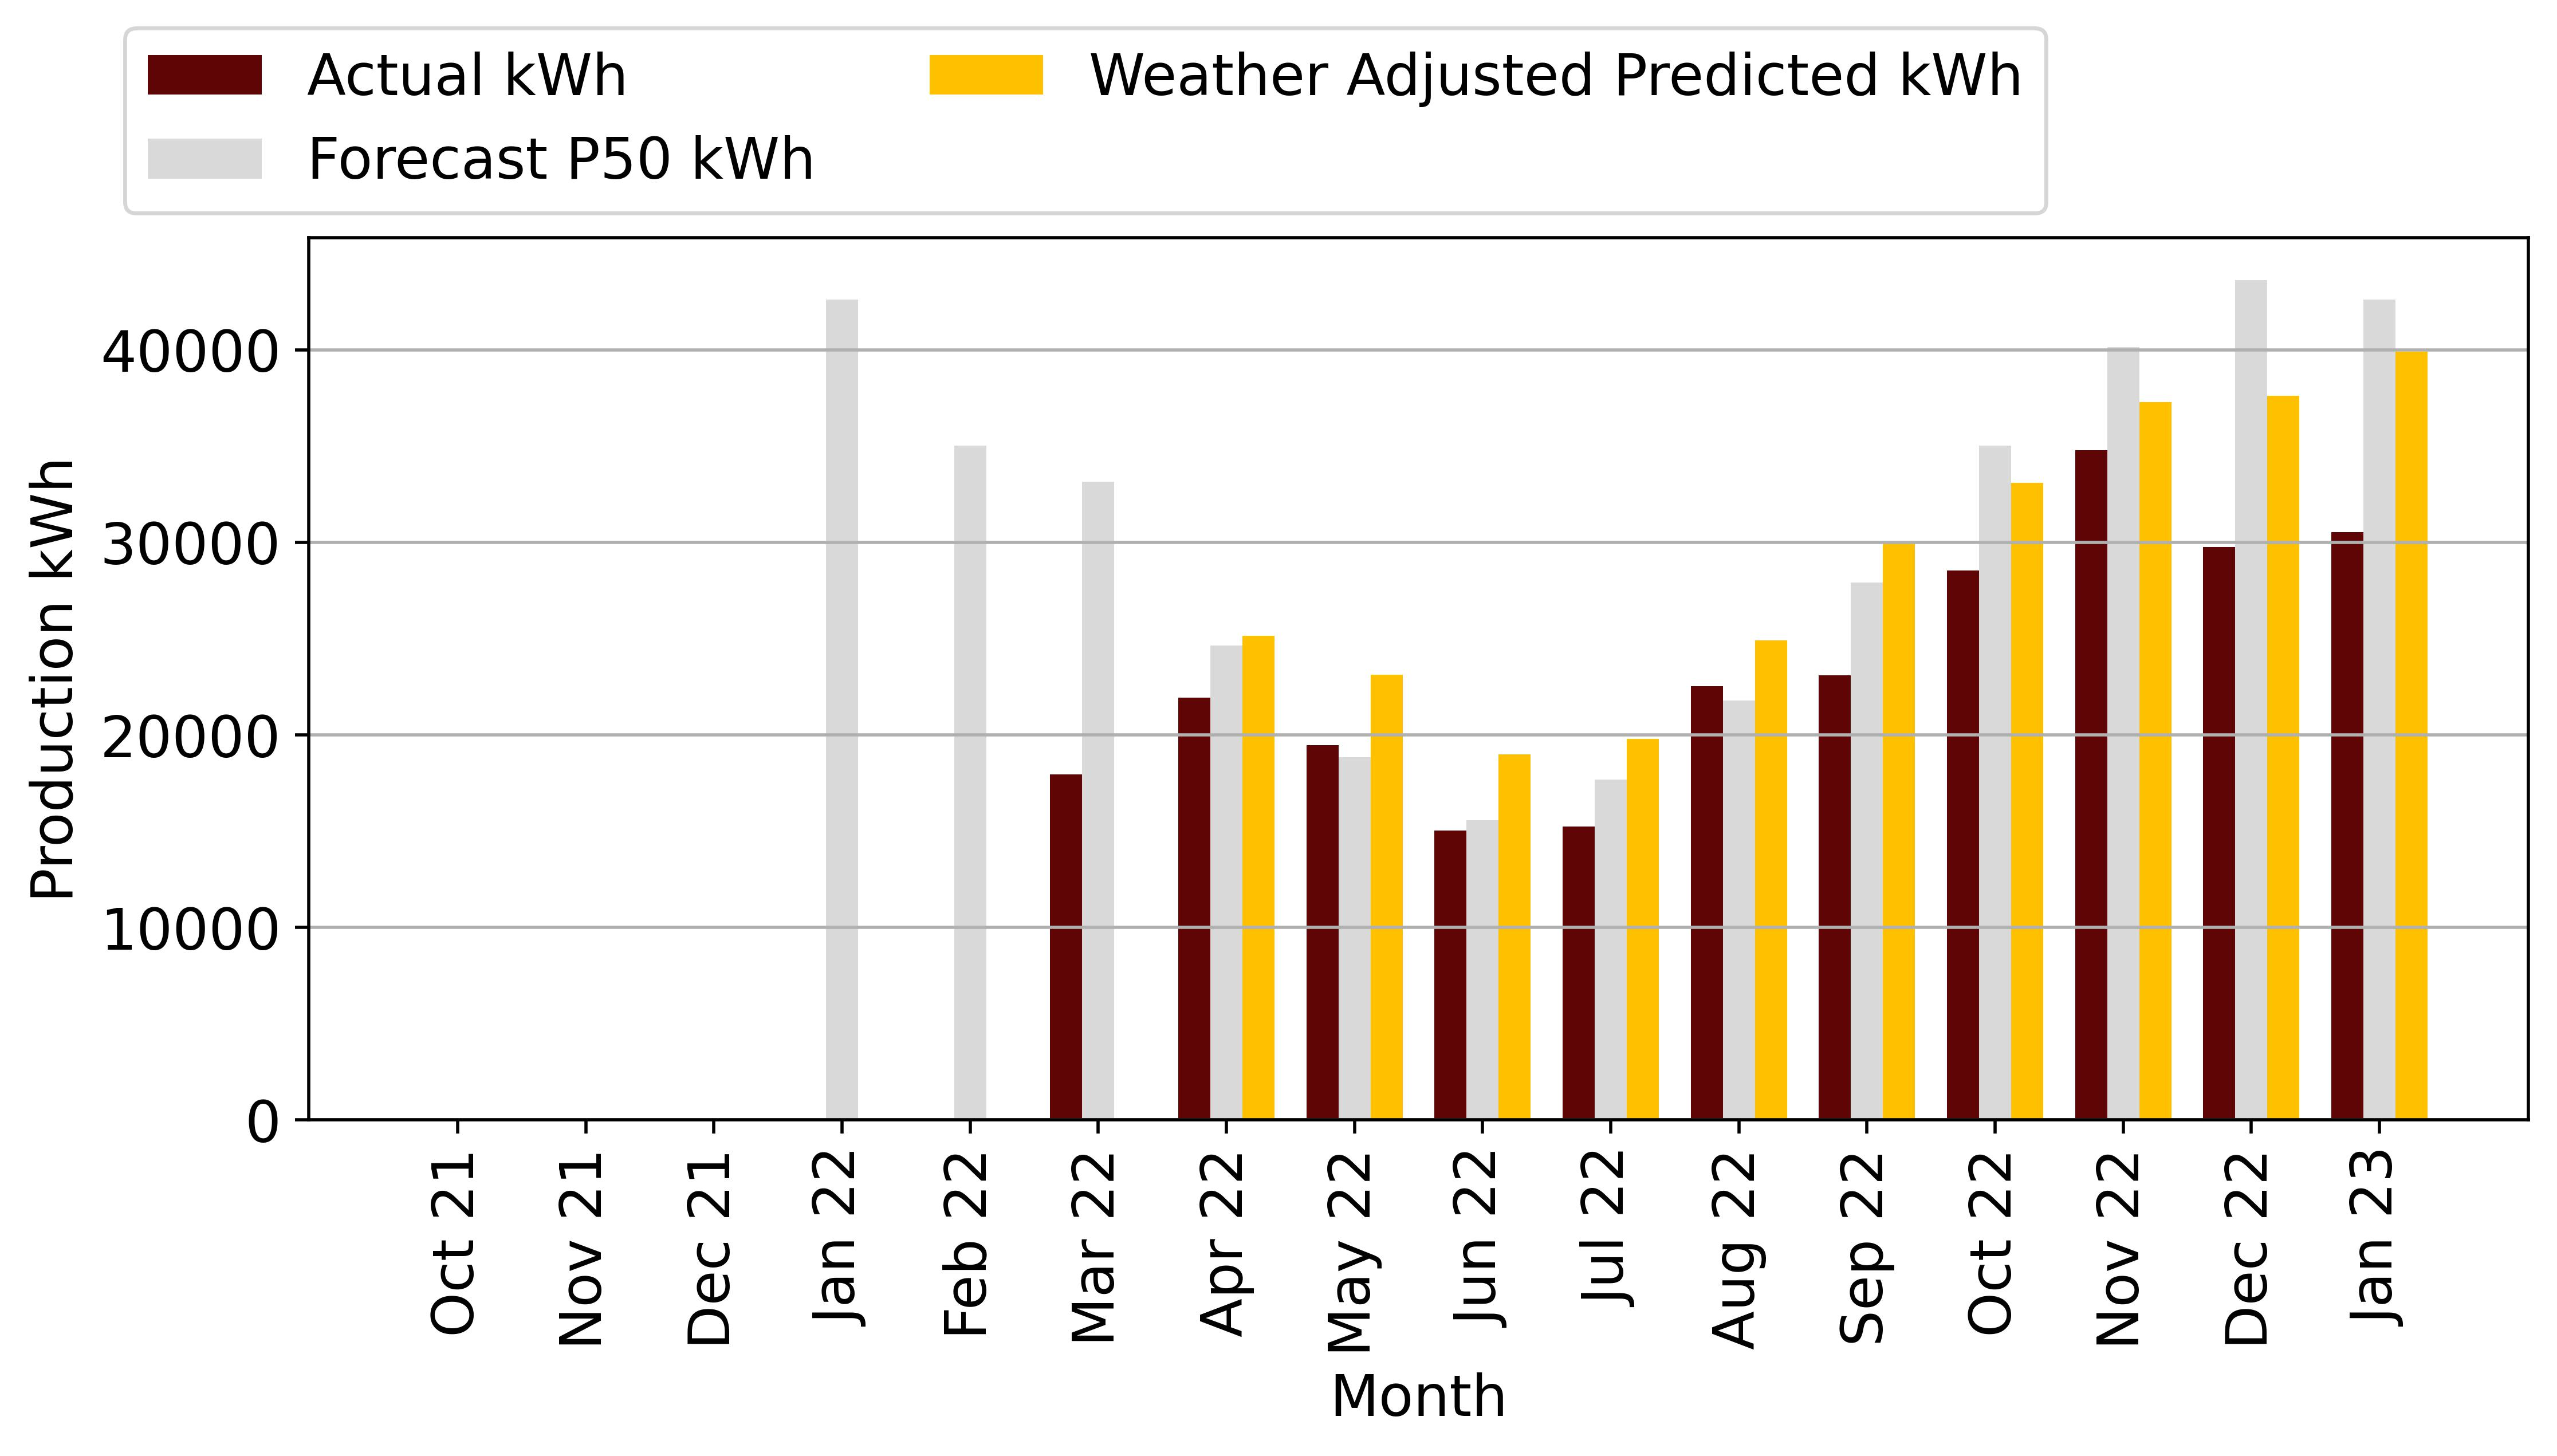 Actual kWh
Forecast P50 kWh
Weather Adjusted Predicted kWh
Production kWh
40000
30000
20000
10000
0
Oct 21
Nov 21
Dec 21
Jan 22
Feb 22
Mar 22
Apr 22
May 22
Jun 22
Jul 22
Aug 22
Sep 22
Oct 22
Nov 22
Dec 22
Jan 23
Month